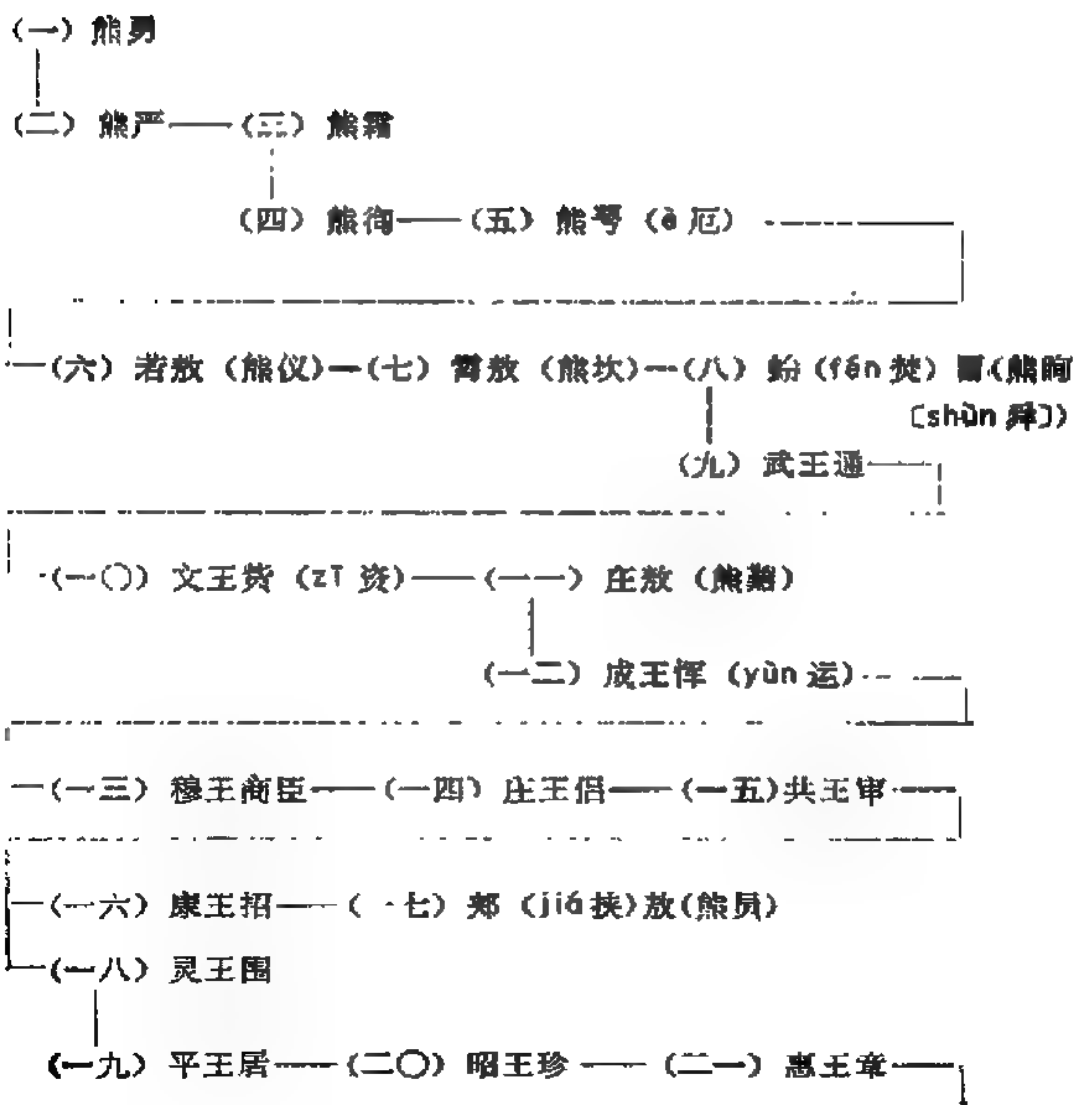 (一) 熊勇
(二) 熊严——(三) 熊霜
(四) 熊徇——(五) 熊咢 (è 厄)
(六) 若敖 (熊仪)—(七) 霄敖 (熊坎)—(八) 蚡 (fén 焚) 冒(熊眴
〔shùn 舜〕)
(九) 武王通
(一〇) 文王赀 (zī 资)——(一一) 庄敖 (熊囏)
(一二) 成王恽 (yùn 运)
(一三) 穆王商臣——(一四) 庄王侣——(一五)共王审
(一六) 康王招——(一七) 郏 (jiá 挟)敖(熊员)
(一八) 灵王围
(一九) 平王居——(二〇) 昭王珍——(二一) 惠王章